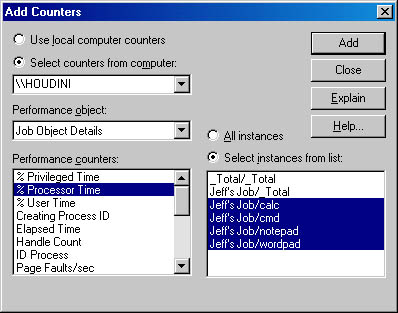 Add Counters
Use local computer counters
Select counters from computer:
\\HOUDINI
Performance object:
Job Object Details
Performance counters:
% Privileged Time
% Processor Time
% User Time
Creating Process ID
Elapsed Time
Handle Count
ID Process
Page Faults/sec
All instances
Select instances from list:
_Total/_Total
Jeff's Job/_Total
Jeff's Job/calc
Jeff's Job/cmd
Jeff's Job/notepad
Jeff's Job/wordpad
Add
Close
Explain
Help...